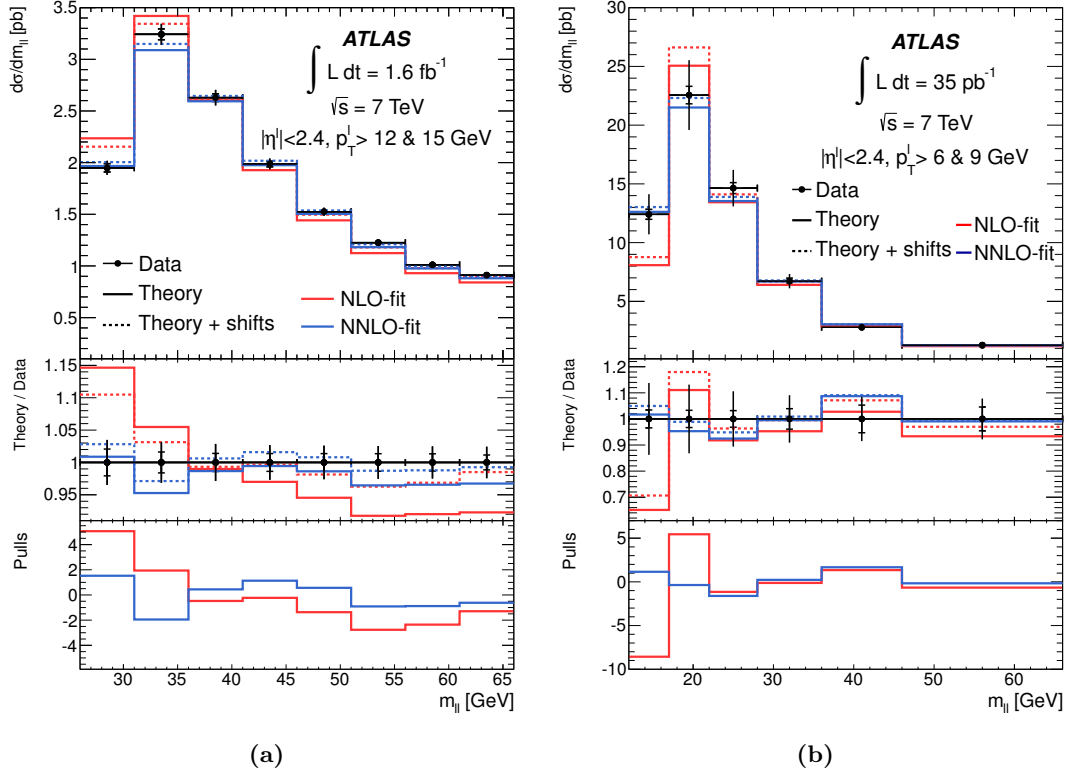 dσ/dm_ll [pb]
3.5
3
2.5
2
1.5
1
0.5
ATLAS
∫ L dt = 1.6 fb⁻¹
√s = 7 TeV
|η^l|<2.4, p_T^l > 12 & 15 GeV
Data
Theory
Theory + shifts
NLO-fit
NNLO-fit
Theory / Data
1.15
1.1
1.05
1
0.95
Pulls
4
2
0
-2
-4
30 35 40 45 50 55 60 65
m_ll [GeV]
(a)
dσ/dm_ll [pb]
30
25
20
15
10
5
ATLAS
∫ L dt = 35 pb⁻¹
√s = 7 TeV
|η^l|<2.4, p_T^l > 6 & 9 GeV
Data
Theory
Theory + shifts
NLO-fit
NNLO-fit
Theory / Data
1.2
1.1
1
0.9
0.8
0.7
Pulls
5
0
-5
-10
20 30 40 50 60
m_ll [GeV]
(b)